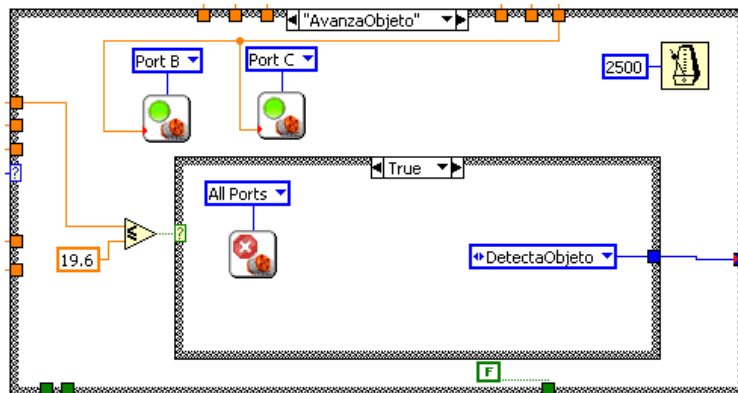 "AvanzaObjeto"
Port B
Port C
2500
True
All Ports
?
?
≤
19.6
DetectaObjeto
F